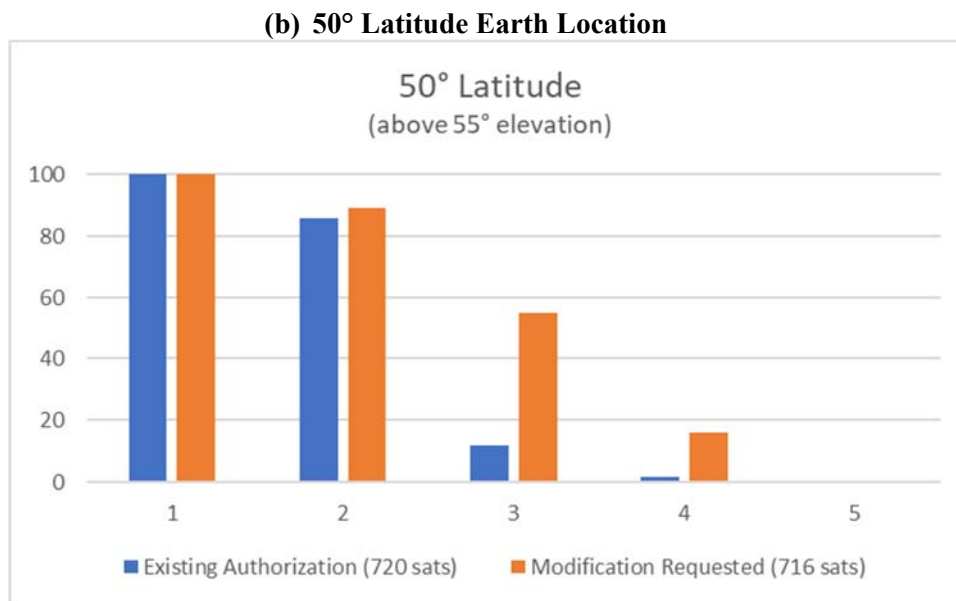 (b) 50° Latitude Earth Location
50° Latitude
(above 55° elevation)
100
80
60
40
20
0
1 2 3 4 5
Existing Authorization (720 sats) Modification Requested (716 sats)